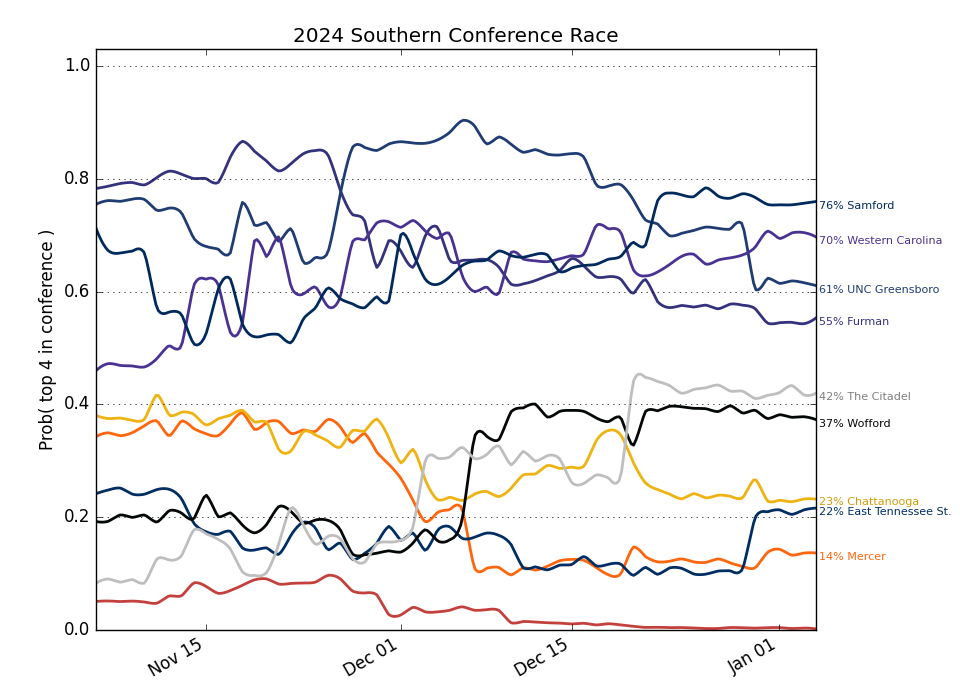 2024 Southern Conference Race
Prob( top 4 in conference )
1.0
0.8
0.6
0.4
0.2
0.0
Nov 15
Dec 01
Dec 15
Jan 01
76% Samford
70% Western Carolina
61% UNC Greensboro
55% Furman
42% The Citadel
37% Wofford
23% Chattanooga
22% East Tennessee St.
14% Mercer